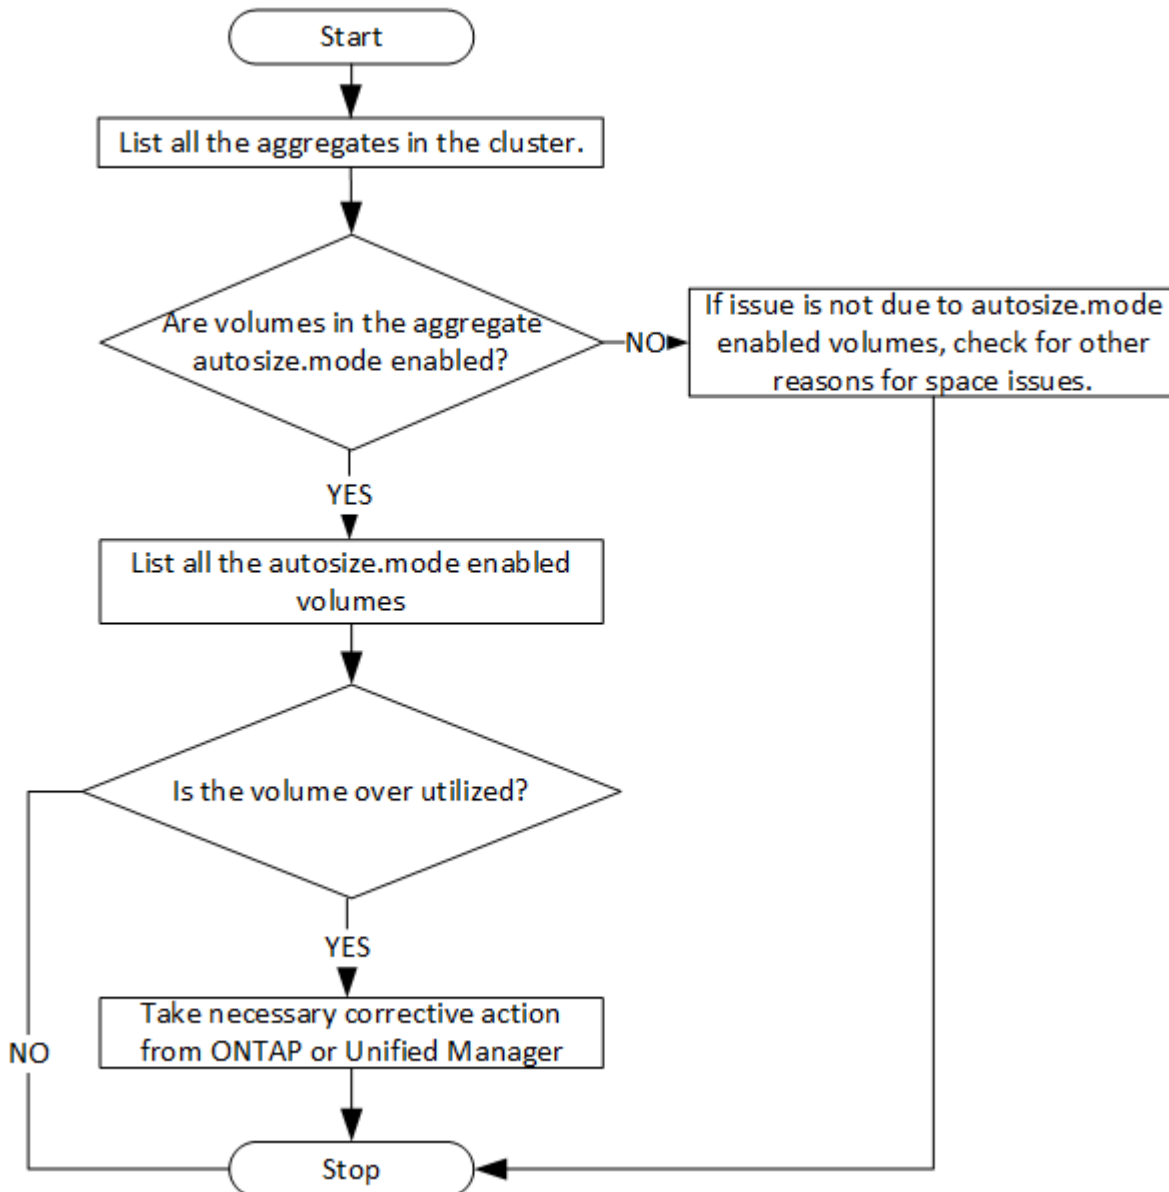 Start
List all the aggregates in the cluster.
Are volumes in the aggregate
autosize.mode enabled?
NO
If issue is not due to autosize.mode
enabled volumes, check for other
reasons for space issues.
YES
List all the autosize.mode enabled
volumes
Is the volume over utilized?
YES
Take necessary corrective action
from ONTAP or Unified Manager
NO
Stop